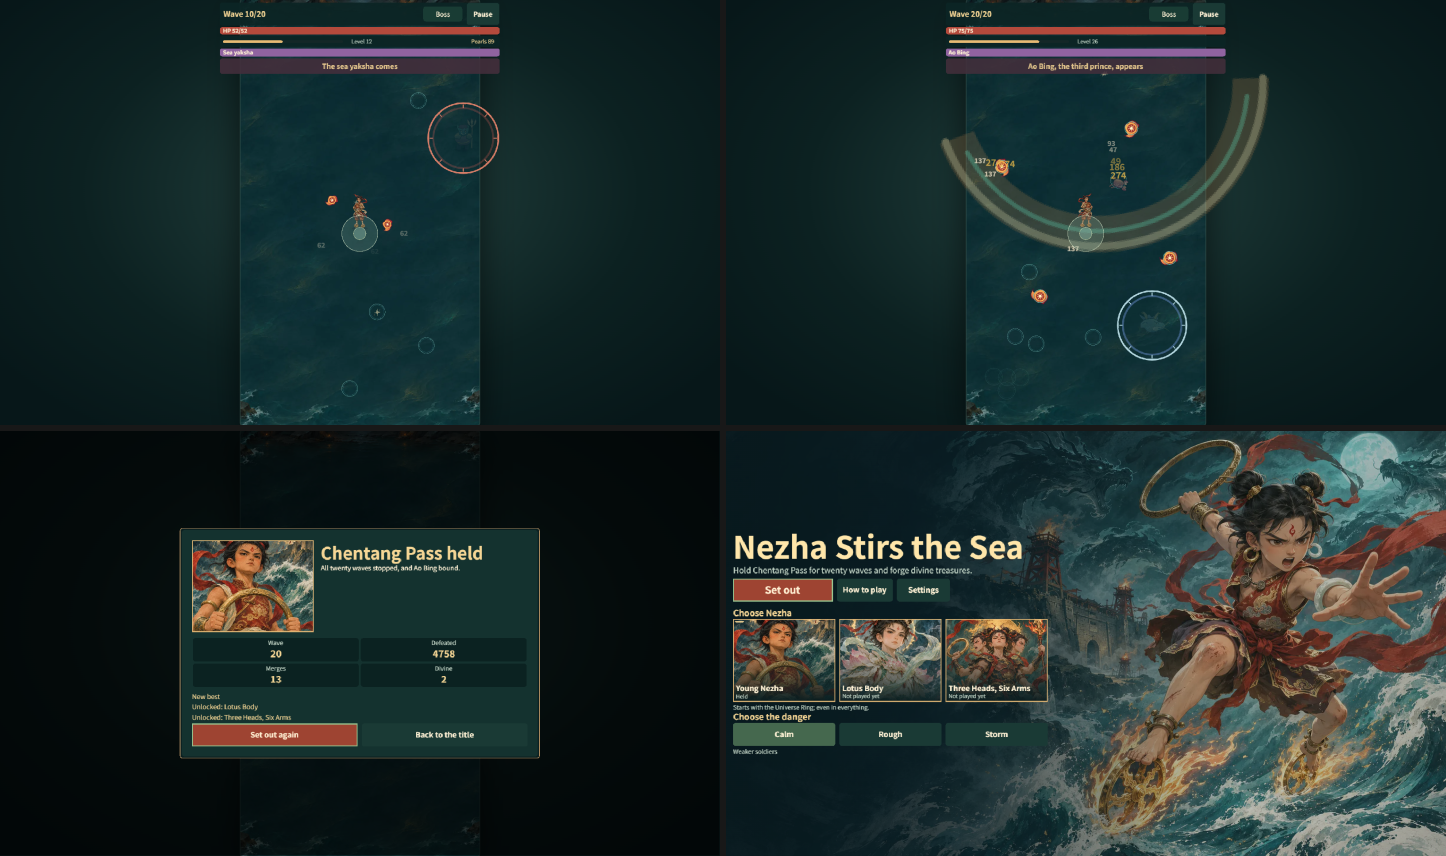 Wave 10/20
Boss
Pause
HP 52/52
Level 12
Pearls 89
Sea yaksha
The sea yaksha comes
62
62
Wave 20/20
Boss
Pause
HP 75/75
Level 26
Ao Bing
Ao Bing, the third prince, appears
93
47
137
49
186
137
274
137
Chentang Pass held
All twenty waves stopped, and Ao Bing bound.
Wave
20
Defeated
4758
Merges
13
Divine
2
New best
Unlocked: Lotus Body
Unlocked: Three Heads, Six Arms
Set out again
Back to the title
Nezha Stirs the Sea
Hold Chentang Pass for twenty waves and forge divine treasures.
Set out
How to play
Settings
Choose Nezha
Young Nezha
Held
Lotus Body
Not played yet
Three Heads, Six Arms
Not played yet
Starts with the Universe Ring; even in everything.
Choose the danger
Calm
Rough
Storm
Weaker soldiers